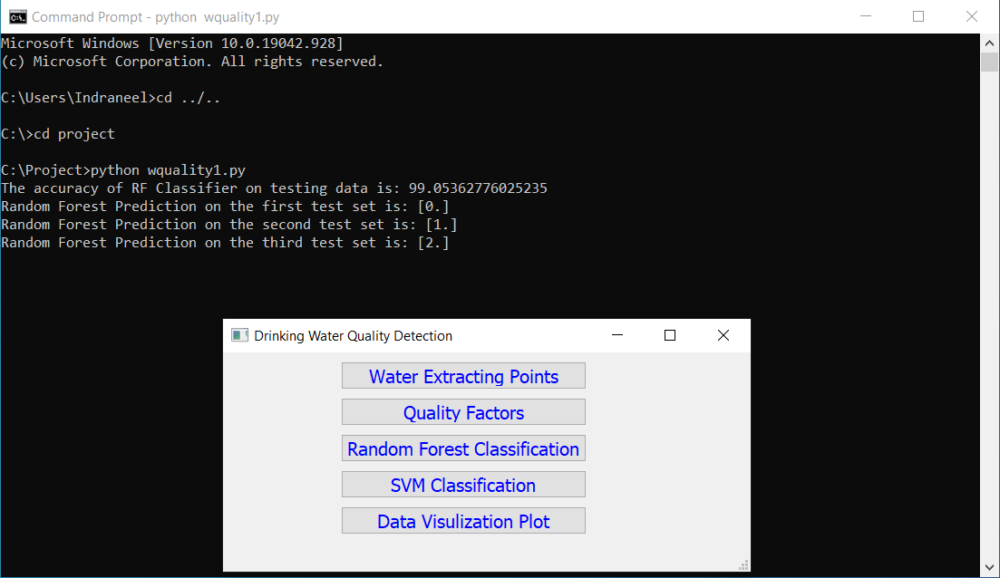 Command Prompt - python  wquality1.py
Microsoft Windows [Version 10.0.19042.928]
(c) Microsoft Corporation. All rights reserved.
C:\Users\Indraneel>cd ../..
C:\>cd project
C:\Project>python wquality1.py
The accuracy of RF Classifier on testing data is: 99.05362776025235
Random Forest Prediction on the first test set is: [0.]
Random Forest Prediction on the second test set is: [1.]
Random Forest Prediction on the third test set is: [2.]
Drinking Water Quality Detection
Water Extracting Points
Quality Factors
Random Forest Classification
SVM Classification
Data Visulization Plot